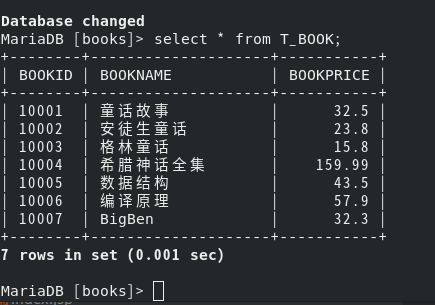 Database changed
MariaDB [books]> select * from T_BOOK;
+--------+--------------------+-----------+
| BOOKID | BOOKNAME           | BOOKPRICE |
+--------+--------------------+-----------+
| 10001  | 童话故事           |      32.5 |
| 10002  | 安徒生童话         |      23.8 |
| 10003  | 格林童话           |      15.8 |
| 10004  | 希腊神话全集       |    159.99 |
| 10005  | 数据结构           |      43.5 |
| 10006  | 编译原理           |      57.9 |
| 10007  | BigBen             |      32.3 |
+--------+--------------------+-----------+
7 rows in set (0.001 sec)
MariaDB [books]>